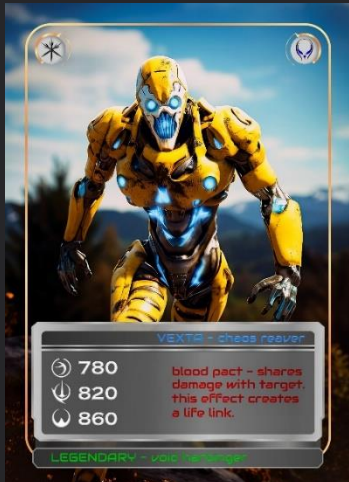 VEXTA - chaos reaver
780
820
860
blood pact - shares
damage with target.
this effect creates
a life link.
LEGENDARY - void harbinger